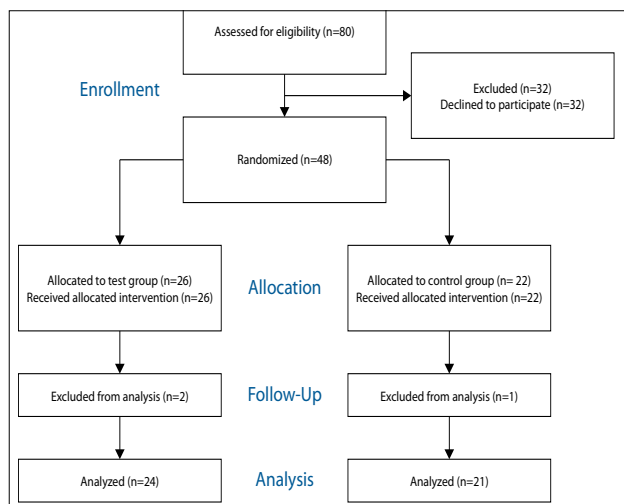 Assessed for eligibility (n=80)
Enrollment
Excluded (n=32)
Declined to participate (n=32)
Randomized (n=48)
Allocated to test group (n=26)
Received allocated intervention (n=26)
Allocation
Allocated to control group (n= 22)
Received allocated intervention (n=22)
Excluded from analysis (n=2)
Follow-Up
Excluded from analysis (n=1)
Analyzed (n=24)
Analysis
Analyzed (n=21)